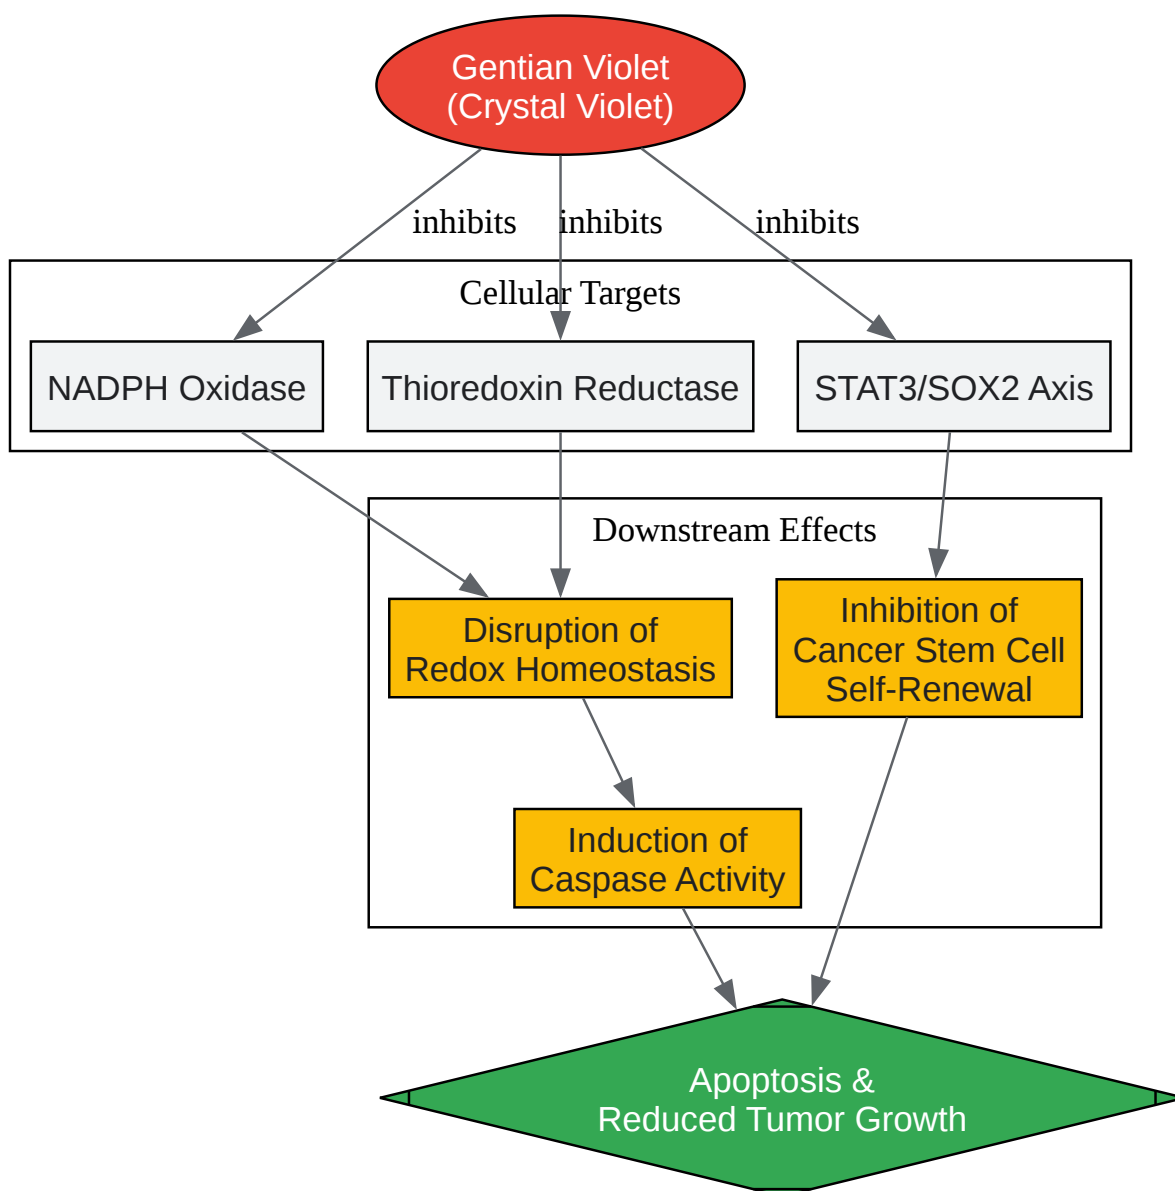 Gentian Violet
(Crystal Violet)
inhibits
inhibits
inhibits
Cellular Targets
NADPH Oxidase
Thioredoxin Reductase
STAT3/SOX2 Axis
Downstream Effects
Disruption of
Redox Homeostasis
Inhibition of
Cancer Stem Cell
Self-Renewal
Induction of
Caspase Activity
Apoptosis &
Reduced Tumor Growth